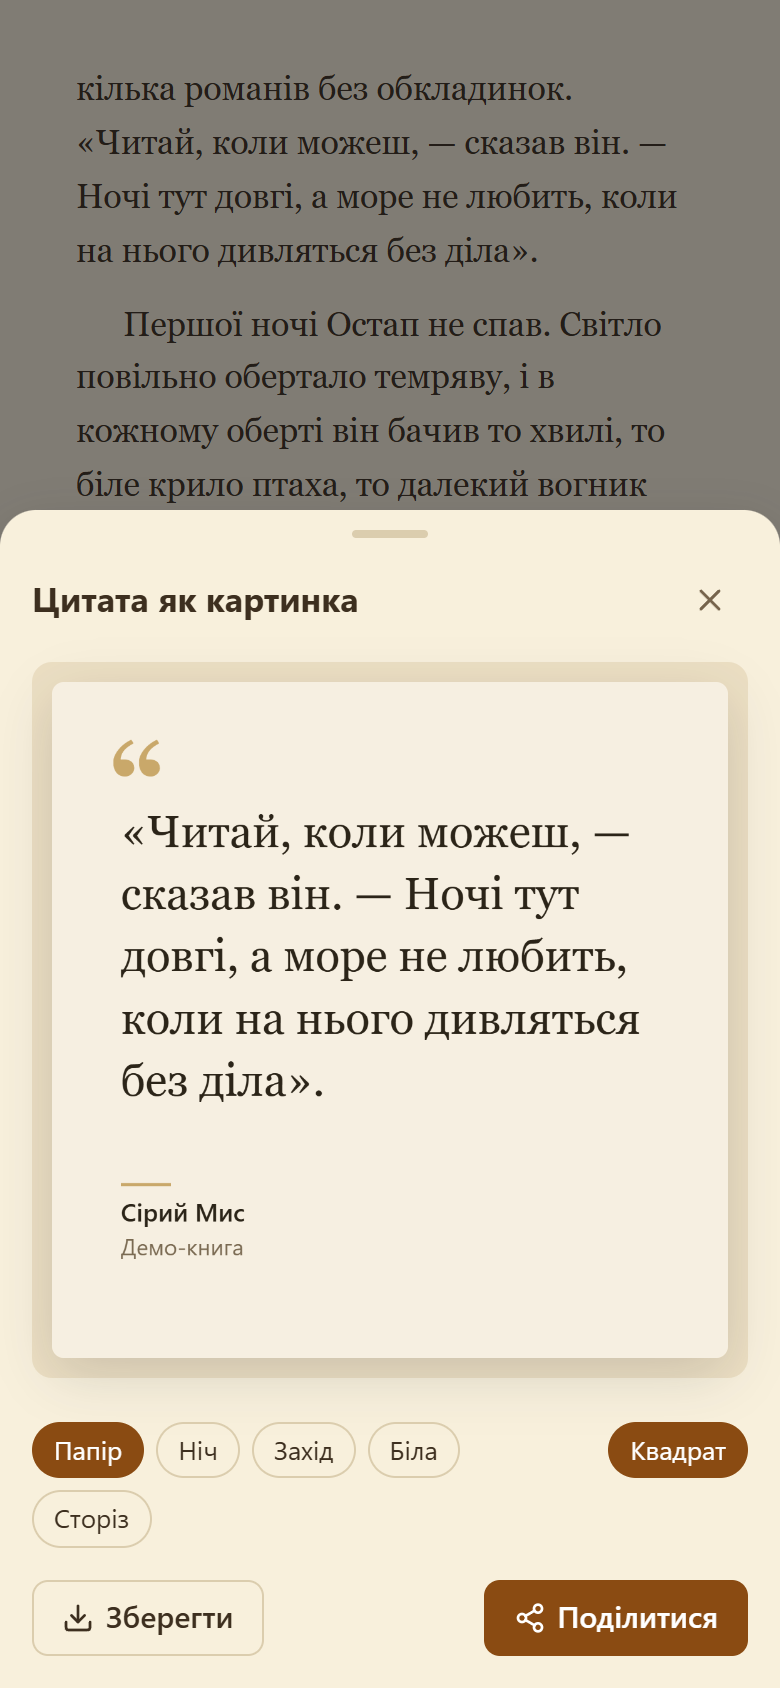 кілька романів без обкладинок.
«Читай, коли можеш, — сказав він. —
Ночі тут довгі, а море не любить, коли
на нього дивляться без діла».
Першої ночі Остап не спав. Світло
повільно обертало темряву, і в
кожному оберті він бачив то хвилі, то
біле крило птаха, то далекий вогник
Цитата як картинка
“
«Читай, коли можеш, —
сказав він. — Ночі тут
довгі, а море не любить,
коли на нього дивляться
без діла».
Сірий Мис
Демо-книга
Папір Ніч Захід Біла Квадрат
Сторіз
Зберегти Поділитися